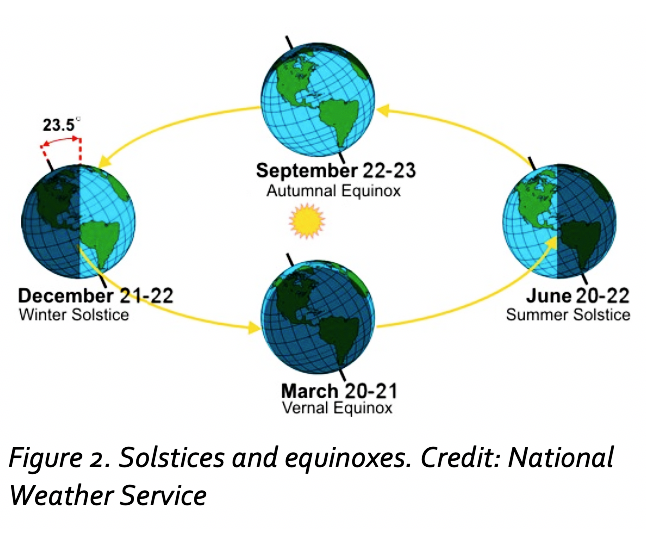 23.5°
September 22-23
Autumnal Equinox
December 21-22
Winter Solstice
June 20-22
Summer Solstice
March 20-21
Vernal Equinox
Figure 2. Solstices and equinoxes. Credit: National
Weather Service